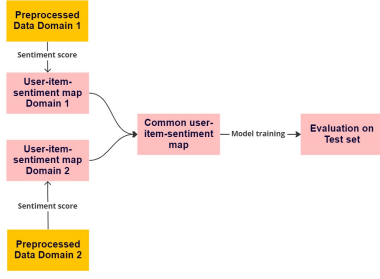 Preprocessed
Data Domain 1
Sentiment score
User-item-
sentiment map
Domain 1
User-item-
sentiment map
Domain 2
Sentiment score
Preprocessed
Data Domain 2
Common user-
item-sentiment
map
Model training
Evaluation on
Test set